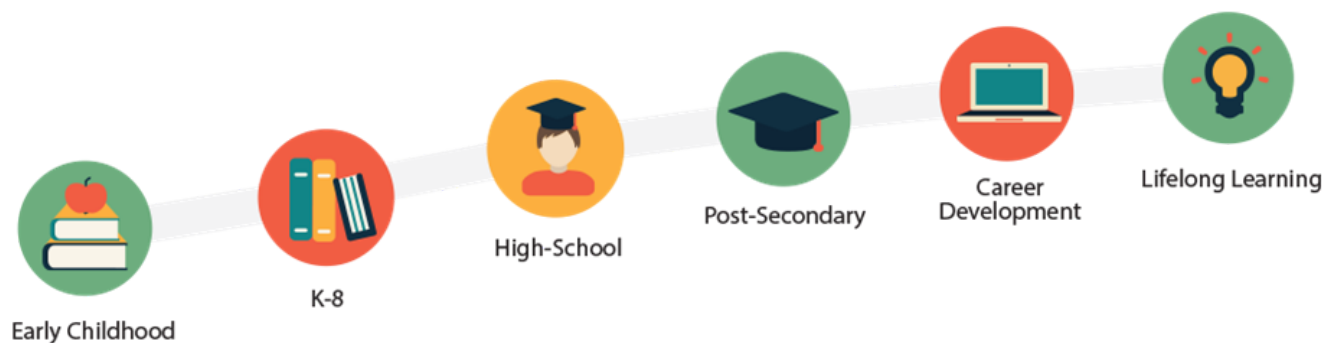 Early Childhood
K-8
High-School
Post-Secondary
Career
Development
Lifelong Learning